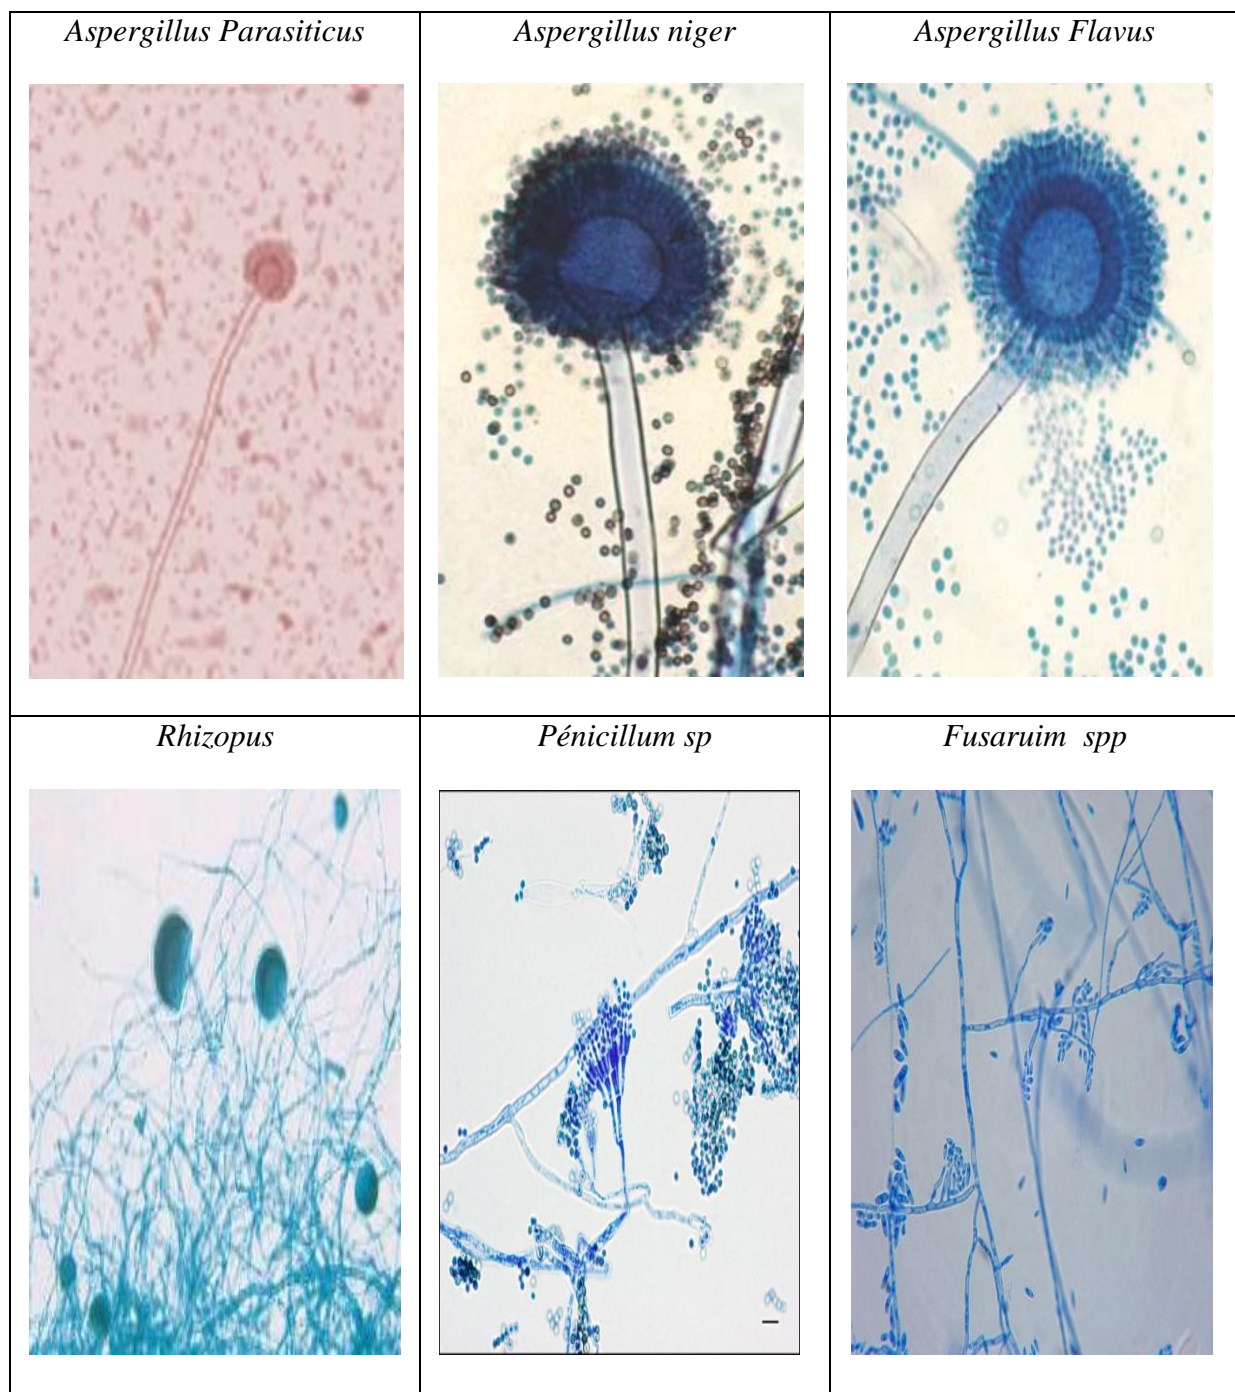 Aspergillus Parasiticus
Aspergillus niger
Aspergillus Flavus
Rhizopus
Pénicillum sp
Fusaruim spp